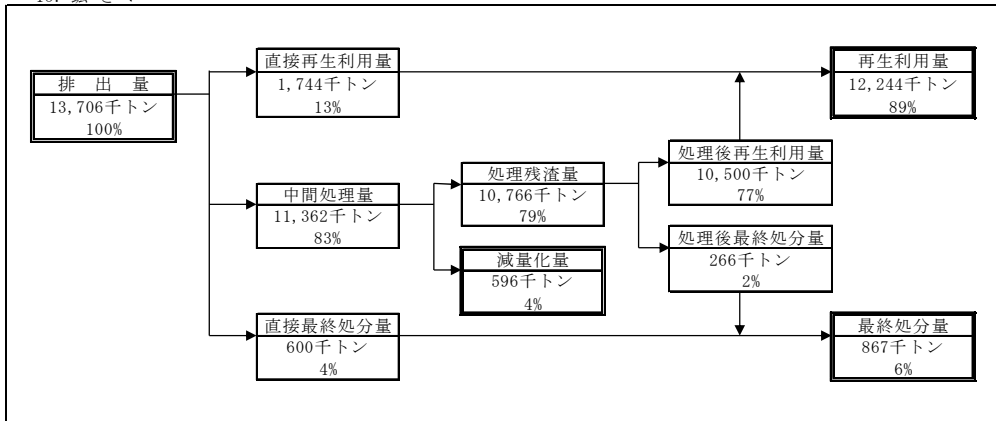 排 出 量
13,706千トン
100%
直接再生利用量
1,744千トン
13%
再生利用量
12,244千トン
89%
中間処理量
11,362千トン
83%
処理残渣量
10,766千トン
79%
処理後再生利用量
10,500千トン
77%
減量化量
596千トン
4%
処理後最終処分量
266千トン
2%
直接最終処分量
600千トン
4%
最終処分量
867千トン
6%